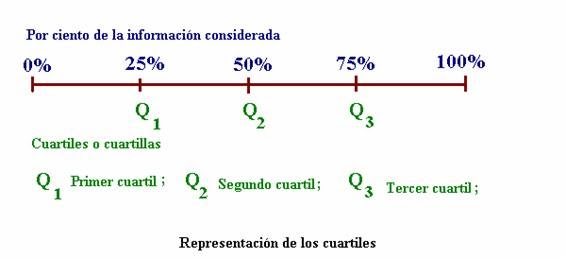 Por ciento de la información considerada
0% 25% 50% 75% 100%
Q1 Q2 Q3
Cuartiles o cuartillas
Q1 Primer cuartil ; Q2 Segundo cuartil; Q3 Tercer cuartil ;
Representación de los cuartiles